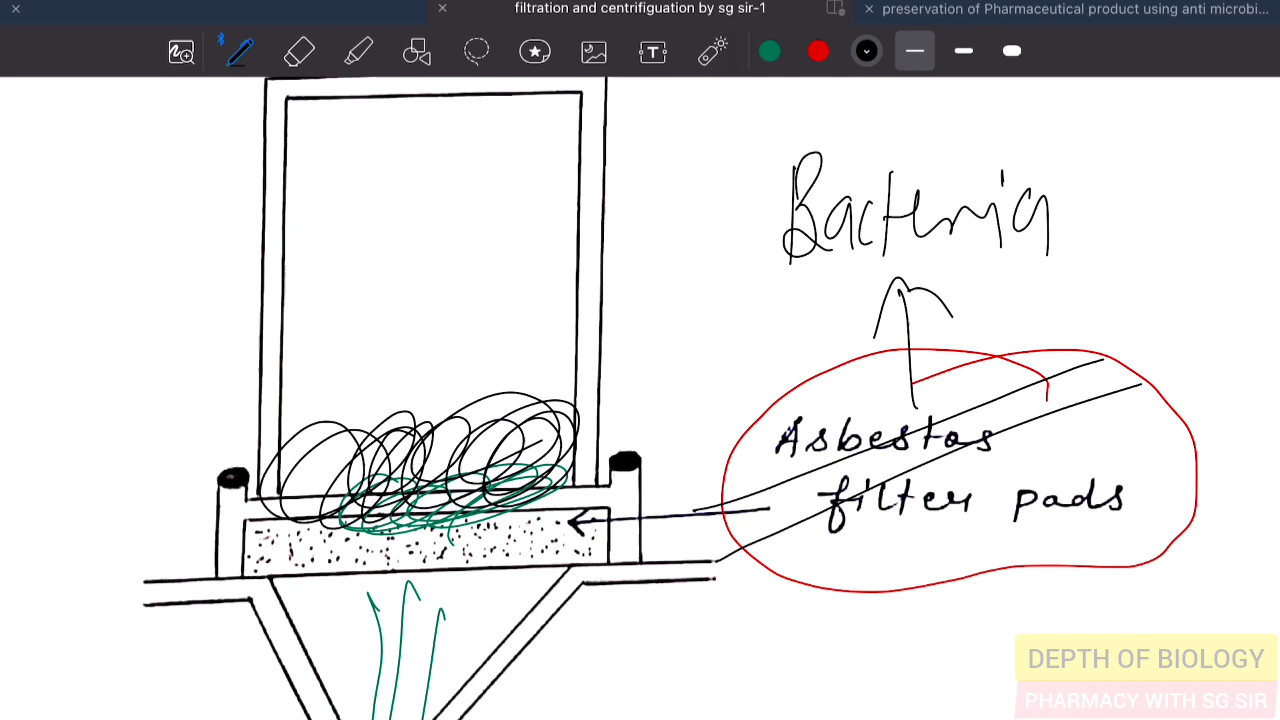 filtration and centrifiguation by sg sir-1
preservation of Pharmaceutical product using anti microbi...
T
Bacteria
Asbestos
filter pads
DEPTH OF BIOLOGY
PHARMACY WITH SG SIR